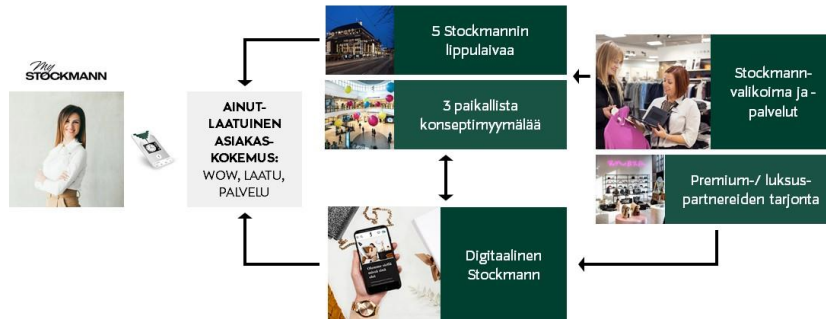 My
STOCKMANN
AINUT-
LAATUINEN
ASIAKAS-
KOKEMUS:
WOW, LAATU,
PALVELU
5 Stockmannin
lippulaivaa
3 paikallista
konseptimyymälää
Digitaalinen
Stockmann
Stockmann-
valikoima ja -
palvelut
Premium-/ luksus-
partnereiden tarjonta